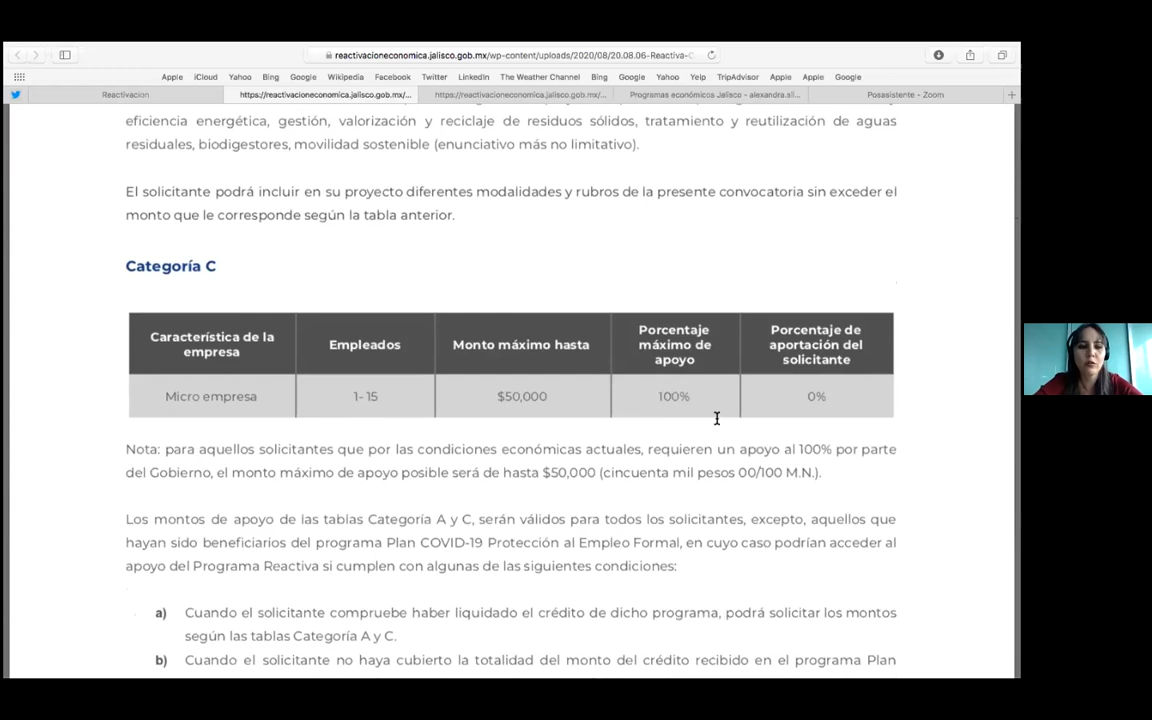 reactivacioneconomica.jalisco.gob.mx/wp-content/uploads/2020/08/20.08.06-Reactiva-C
Apple iCloud Yahoo Bing Google Wikipedia Facebook Twitter LinkedIn The Weather Channel Bing Google Yahoo Yelp TripAdvisor Apple Apple Google
Reactivacion https://reactivacioneconomica.jalisco.gob.mx/... https://reactivacioneconomica.jalisco.gob.mx/... Programas económicos Jalisco - alexandra.sli... Posasistente - Zoom
eficiencia energética, gestión, valorización y reciclaje de residuos sólidos, tratamiento y reutilización de aguas
residuales, biodigestores, movilidad sostenible (enunciativo más no limitativo).
El solicitante podrá incluir en su proyecto diferentes modalidades y rubros de la presente convocatoria sin exceder el
monto que le corresponde según la tabla anterior.
Categoría C
Característica de la empresa Empleados Monto máximo hasta Porcentaje máximo de apoyo Porcentaje de aportación del solicitante
Micro empresa 1- 15 $50,000 100% 0%
Nota: para aquellos solicitantes que por las condiciones económicas actuales, requieren un apoyo al 100% por parte
del Gobierno, el monto máximo de apoyo posible será de hasta $50,000 (cincuenta mil pesos 00/100 M.N.).
Los montos de apoyo de las tablas Categoría A y C, serán válidos para todos los solicitantes, excepto, aquellos que
hayan sido beneficiarios del programa Plan COVID-19 Protección al Empleo Formal, en cuyo caso podrían acceder al
apoyo del Programa Reactiva si cumplen con algunas de las siguientes condiciones:
a) Cuando el solicitante compruebe haber liquidado el crédito de dicho programa, podrá solicitar los montos
según las tablas Categoría A y C.
b) Cuando el solicitante no haya cubierto la totalidad del monto del crédito recibido en el programa Plan